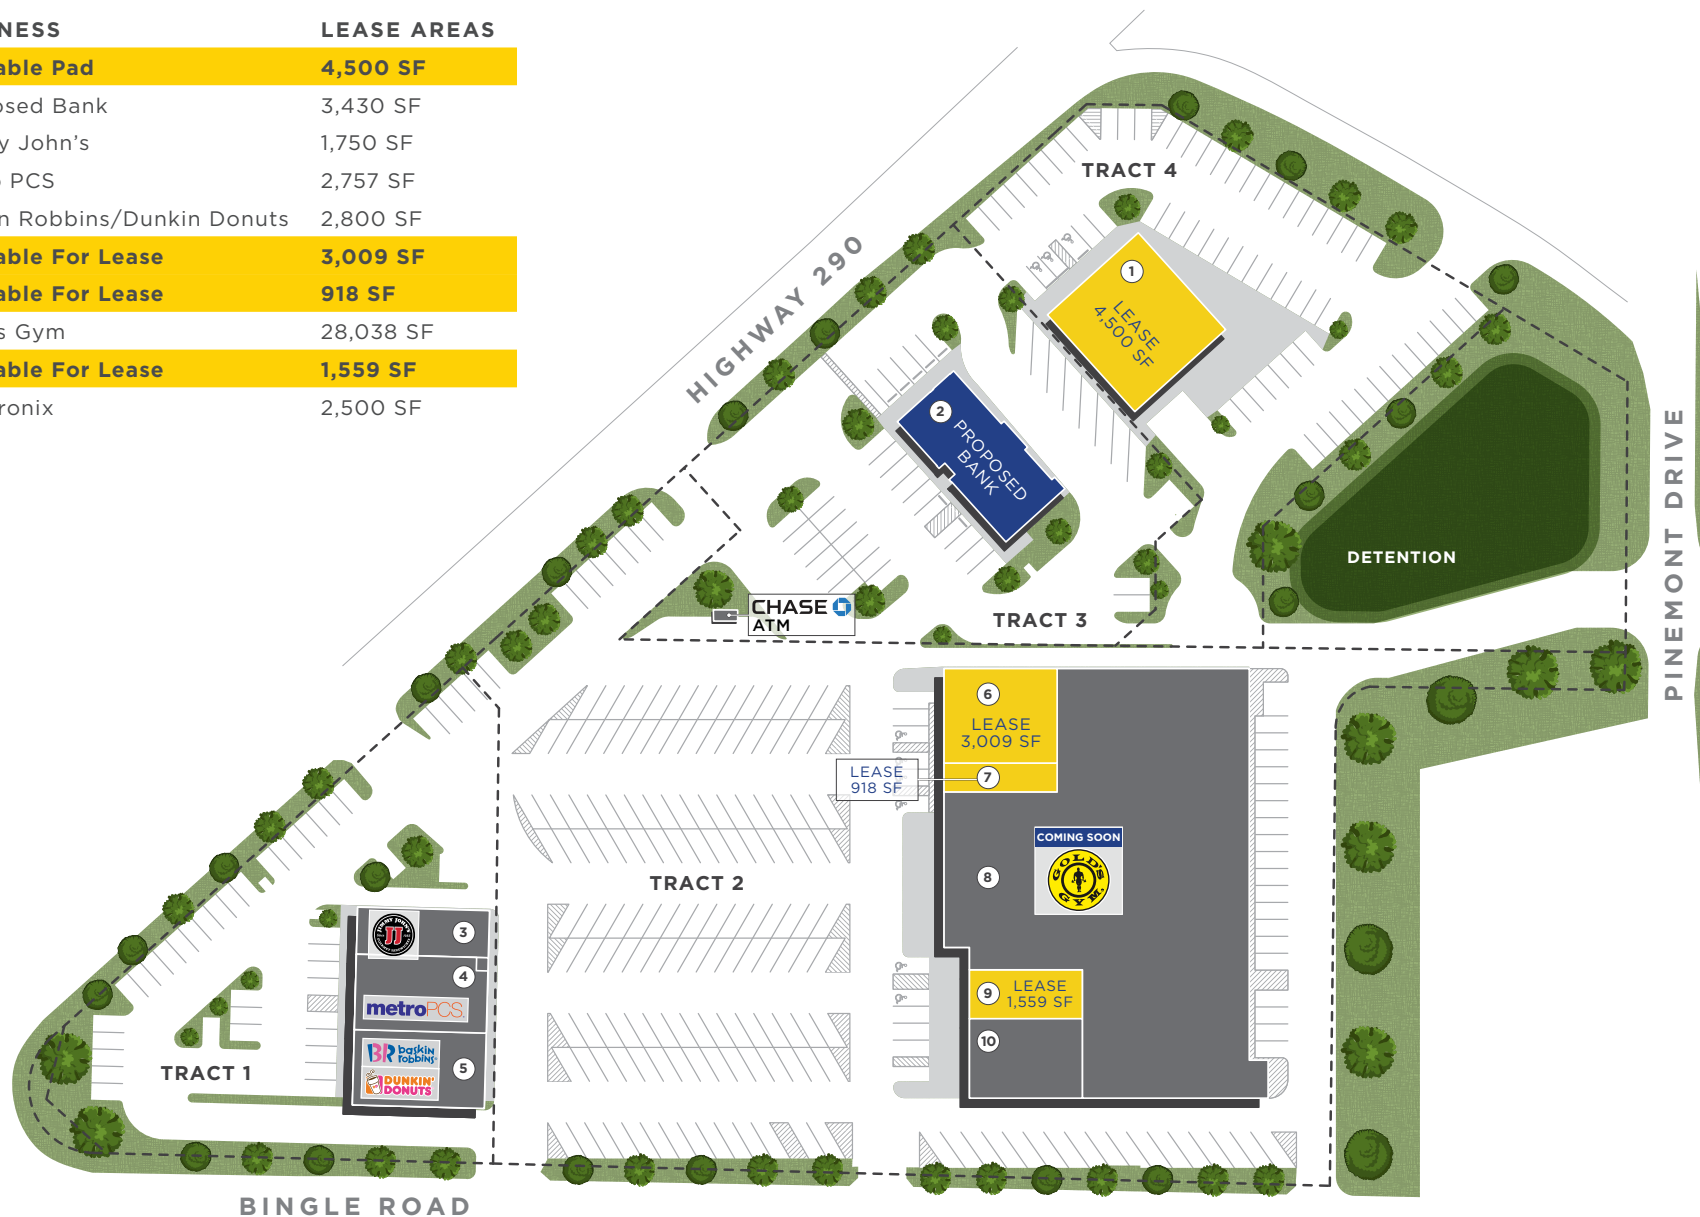 NESS LEASE AREAS
able Pad 4,500 SF
osed Bank 3,430 SF
y John's 1,750 SF
PCS 2,757 SF
n Robbins/Dunkin Donuts 2,800 SF
able For Lease 3,009 SF
able For Lease 918 SF
s Gym 28,038 SF
able For Lease 1,559 SF
ronix 2,500 SF
TRACT 4
HIGHWAY 290
1
LEASE
4,500 SF
2
PROPOSED
BANK
PINEMONT DRIVE
DETENTION
CHASE
ATM
TRACT 3
6
LEASE
3,009 SF
LEASE
918 SF
7
COMING SOON
GOLD'S
GYM
8
TRACT 2
JIMMY JOHN'S
JJ
3
4
metroPCS.
BR baskin
robbins
DUNKIN'
DONUTS
5
9
LEASE
1,559 SF
10
TRACT 1
BINGLE ROAD